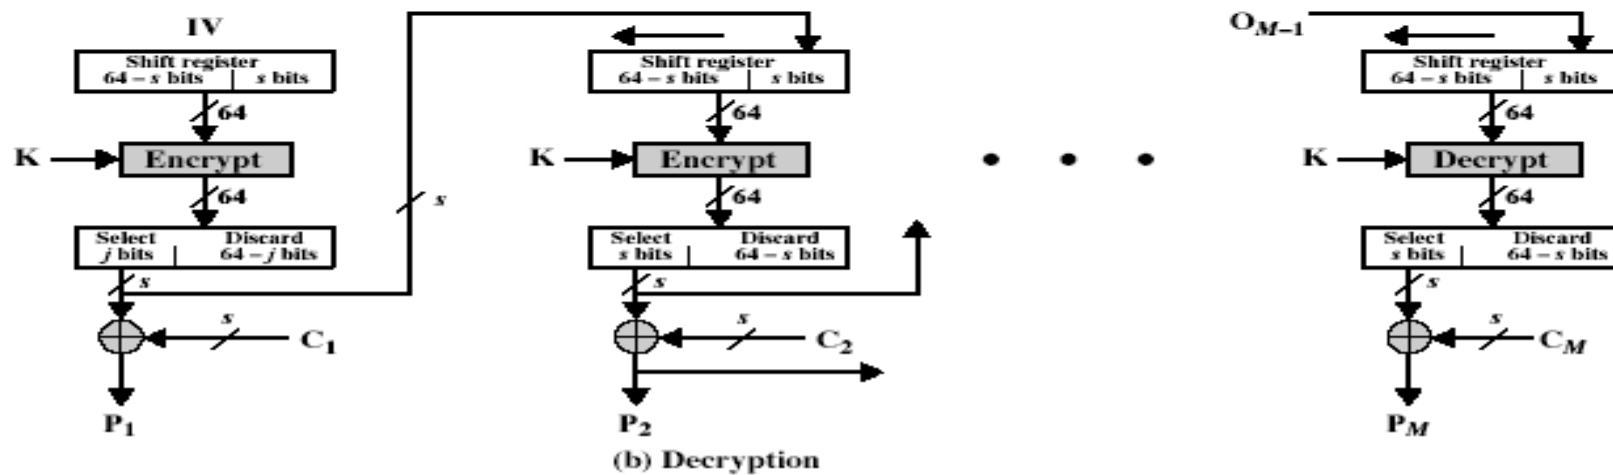 IV
Shift register
64 – s bits | s bits
64
K
Encrypt
64
Select Discard
j bits | 64 – j bits
s
s
C1
P1
s
Shift register
64 – s bits | s bits
64
K
Encrypt
64
Select Discard
s bits | 64 – s bits
s
s
C2
P2
• • •
OM–1
Shift register
64 – s bits | s bits
64
K
Decrypt
64
Select Discard
s bits | 64 – s bits
s
s
CM
PM
(b) Decryption